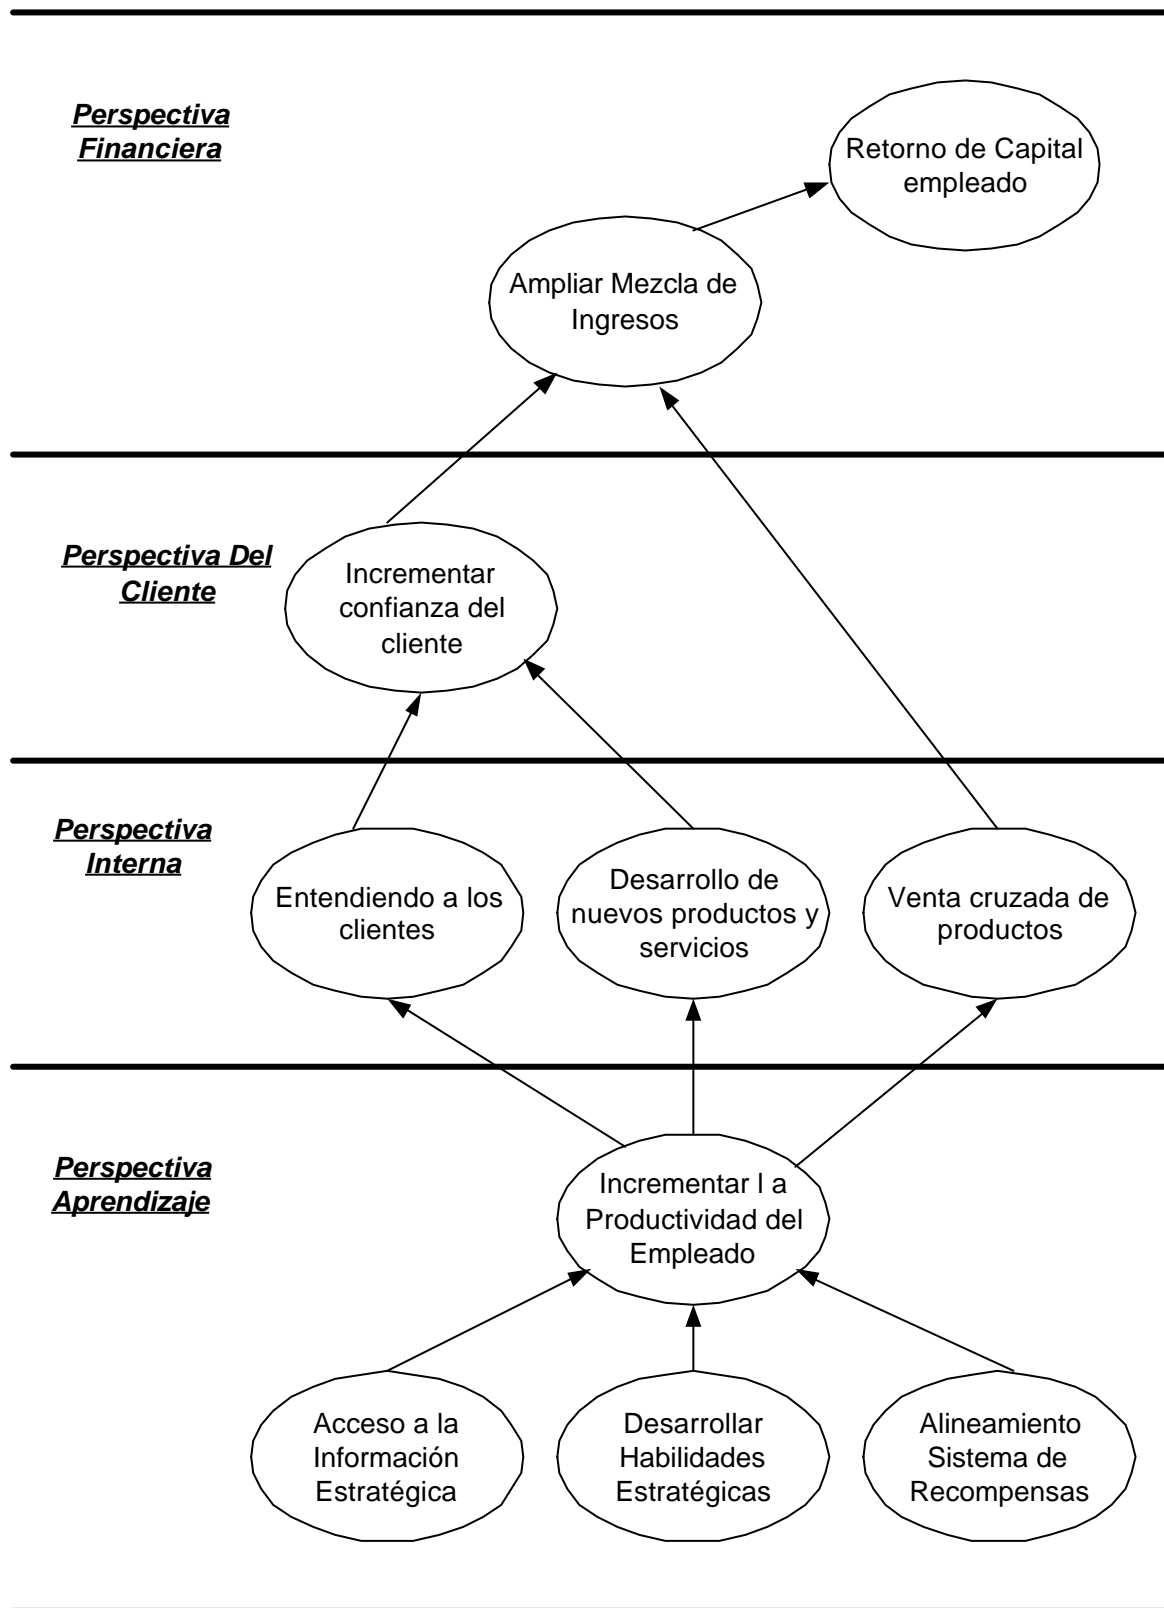 Perspectiva
Financiera
Retorno de Capital
empleado
Ampliar Mezcla de
Ingresos
Perspectiva Del
Cliente
Incrementar
confianza del
cliente
Perspectiva
Interna
Entendiendo a los
clientes
Desarrollo de
nuevos productos y
servicios
Venta cruzada de
productos
Perspectiva
Aprendizaje
Incrementar l a
Productividad del
Empleado
Acceso a la
Información
Estratégica
Desarrollar
Habilidades
Estratégicas
Alineamiento
Sistema de
Recompensas